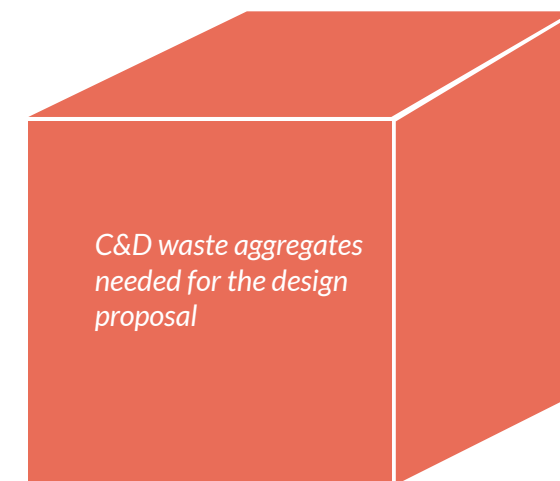 C&D waste aggregates
needed for the design
proposal